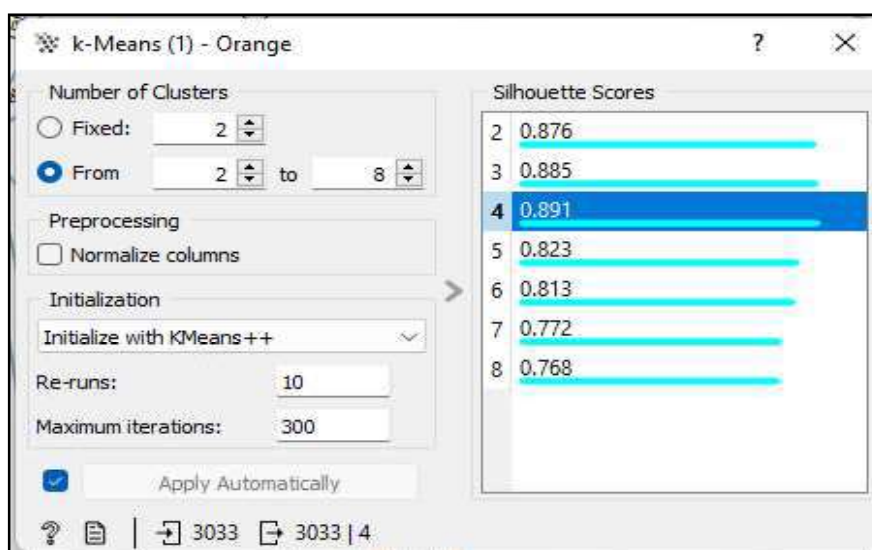 k-Means (1) - Orange
? ×
Number of Clusters
Fixed: 2
From 2 to 8
Preprocessing
Normalize columns
Initialization
Initialize with KMeans++
Re-runs: 10
Maximum iterations: 300
Apply Automatically
? 3033 3033 | 4
Silhouette Scores
2 0.876
3 0.885
4 0.891
5 0.823
6 0.813
7 0.772
8 0.768